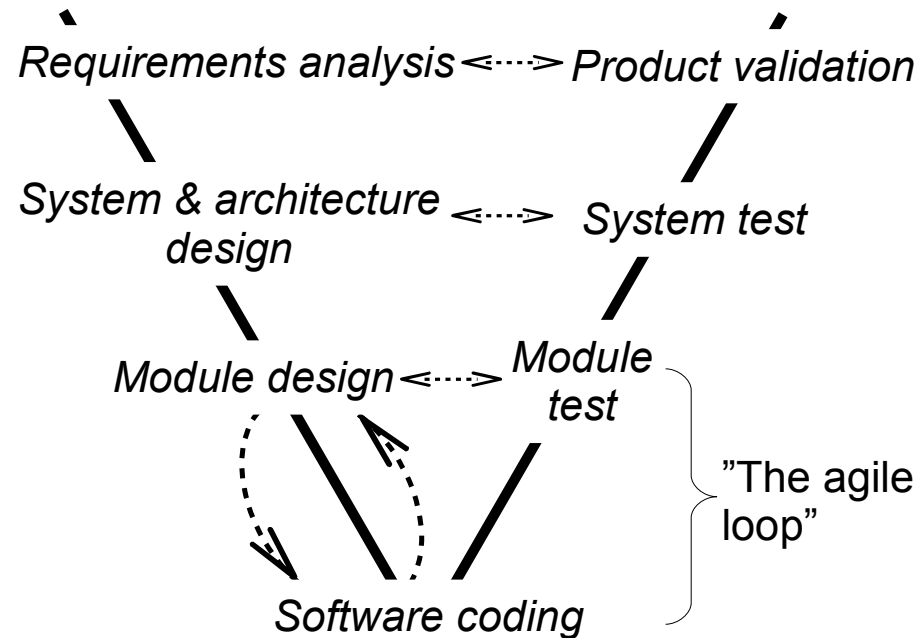 Requirements analysis
Product validation
System & architecture
design
System test
Module design
Module
test
”The agile
loop”
Software coding